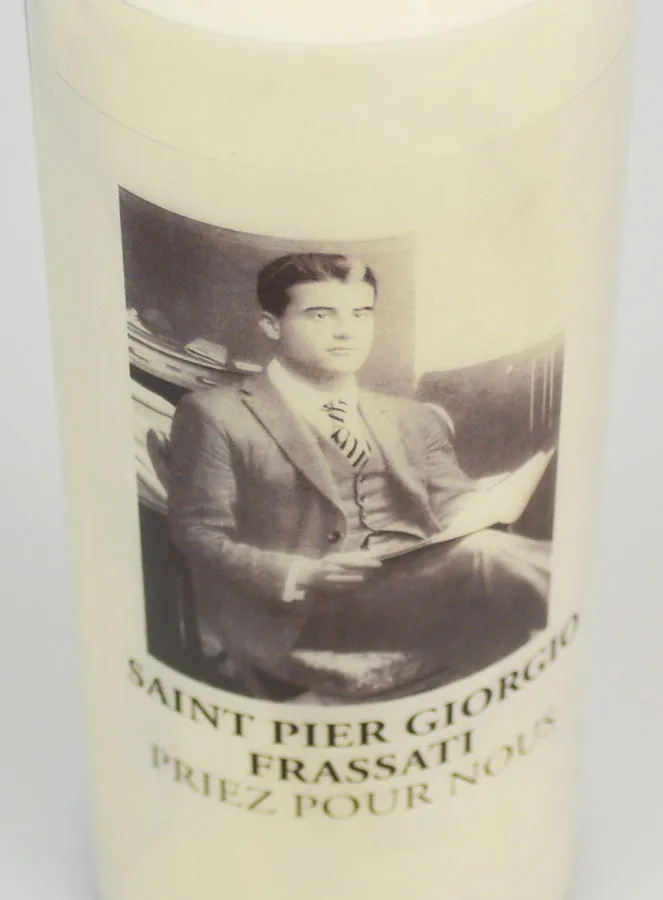 SAINT PIER GIORGIO
FRASSATI
PRIEZ POUR NOUS